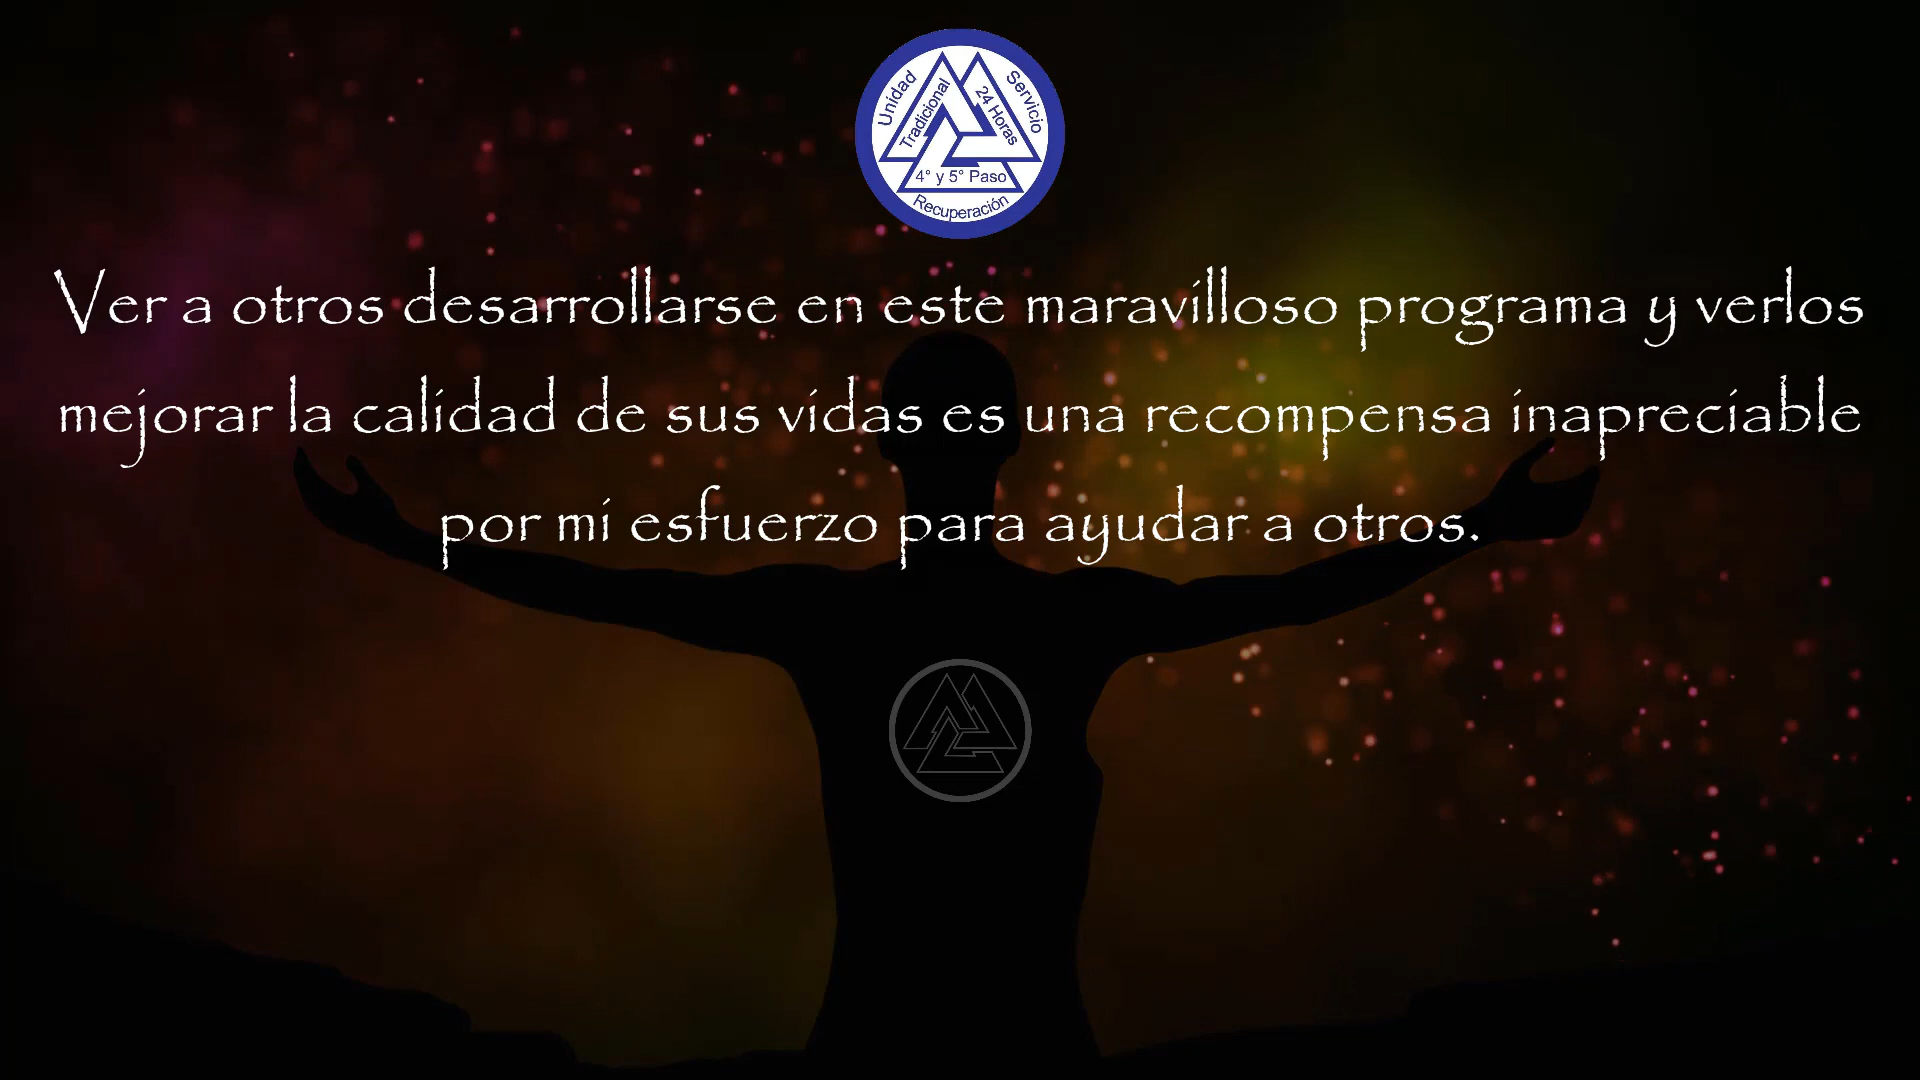 Unidad
Servicio
Tradicional
24 Horas
4° y 5° Paso
Recuperación
Ver a otros desarrollarse en este maravilloso programa y verlos
mejorar la calidad de sus vidas es una recompensa inapreciable
por mi esfuerzo para ayudar a otros.